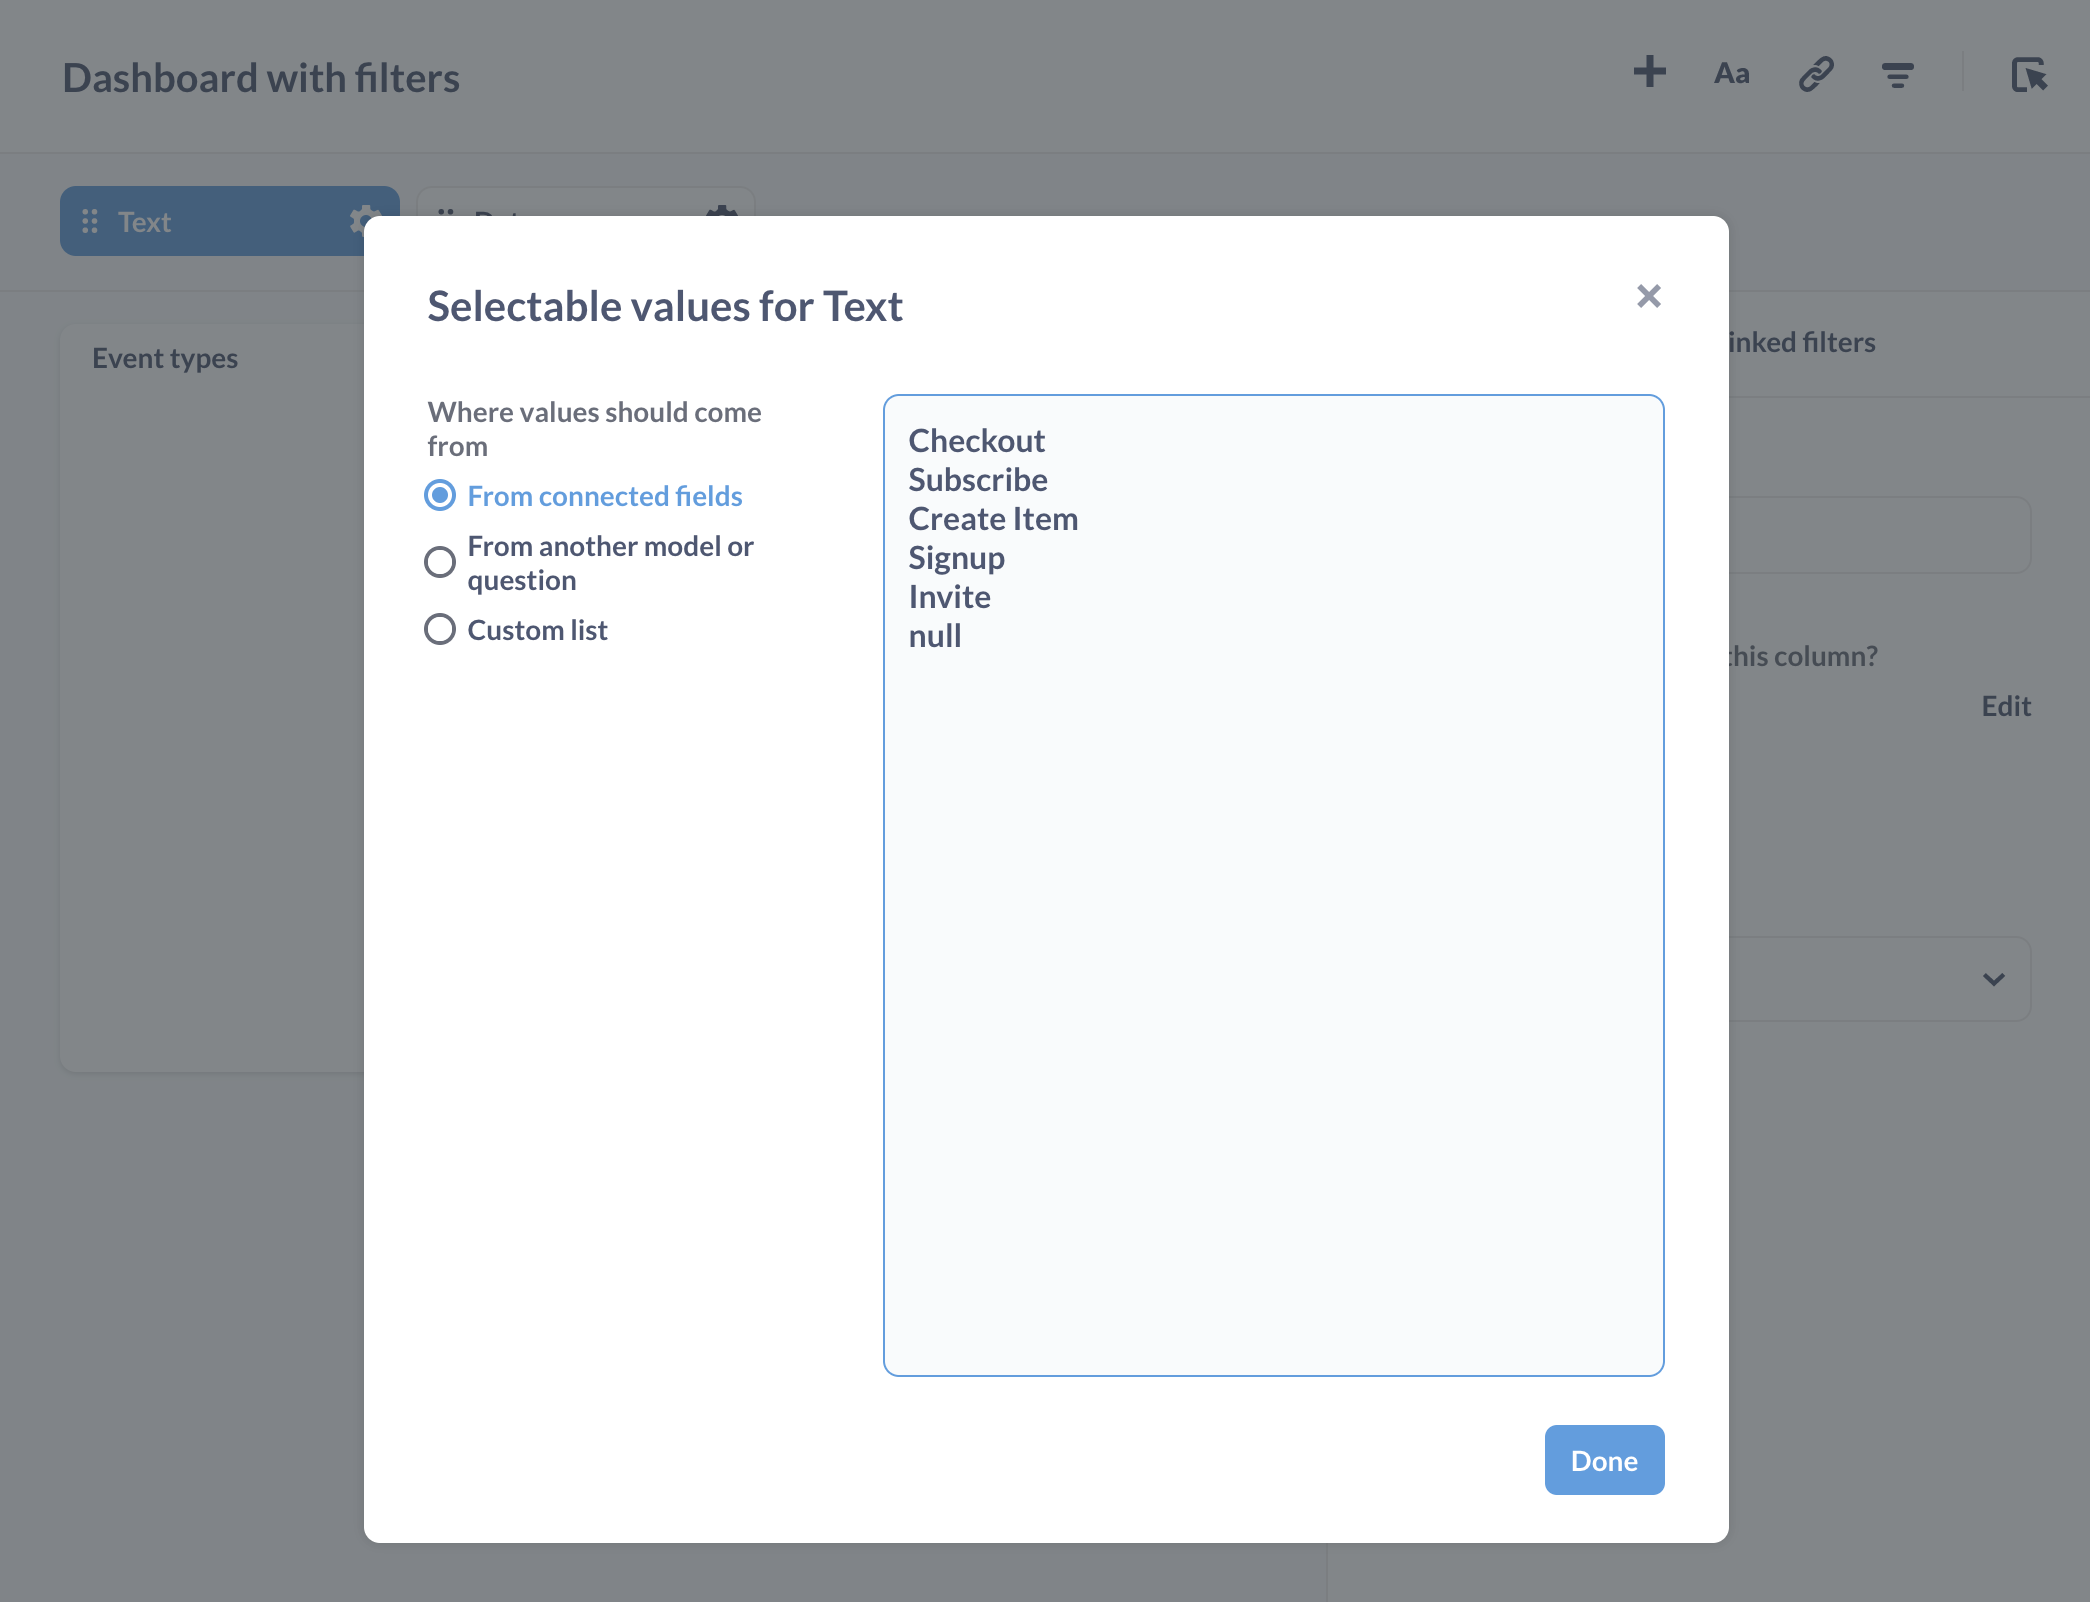 Dashboard with filters
Aa
Text
Selectable values for Text
Event types
inked filters
Where values should come
from
From connected fields
From another model or
question
Custom list
Checkout
Subscribe
Create Item
Signup
Invite
null
this column?
Edit
Done